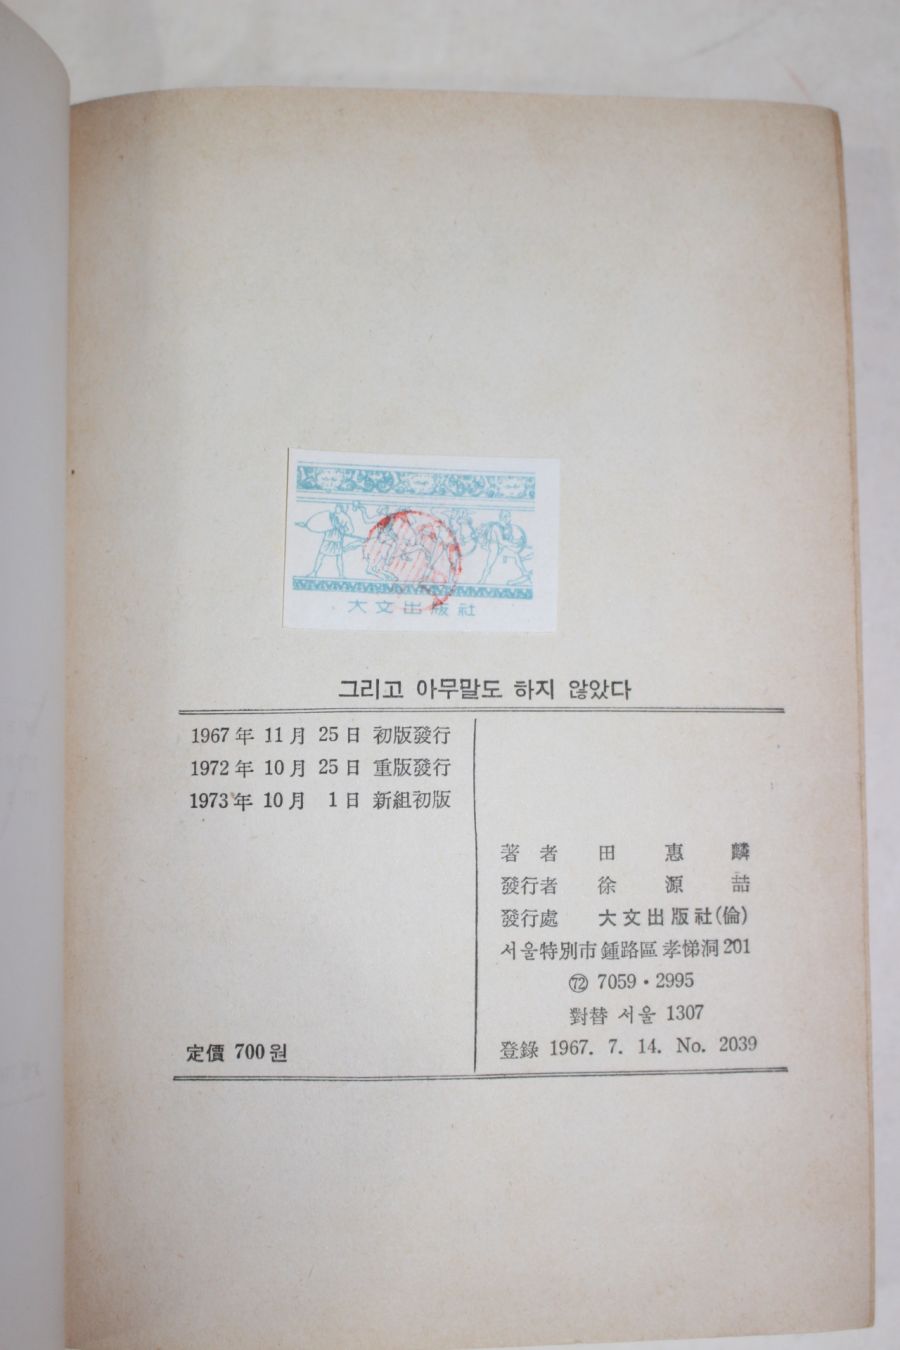 大文出版社
그리고 아무말도 하지 않았다
1967年 11月 25日 初版發行
1972年 10月 25日 重版發行
1973年 10月 1日 新組初版
定價 700원
著者 田惠麟
發行者 徐源喆
發行處 大文出版社(倫)
서울特別市 鍾路區 孝悌洞 201
㉒ 7059·2995
對替 서울 1307
登錄 1967. 7. 14. No. 2039